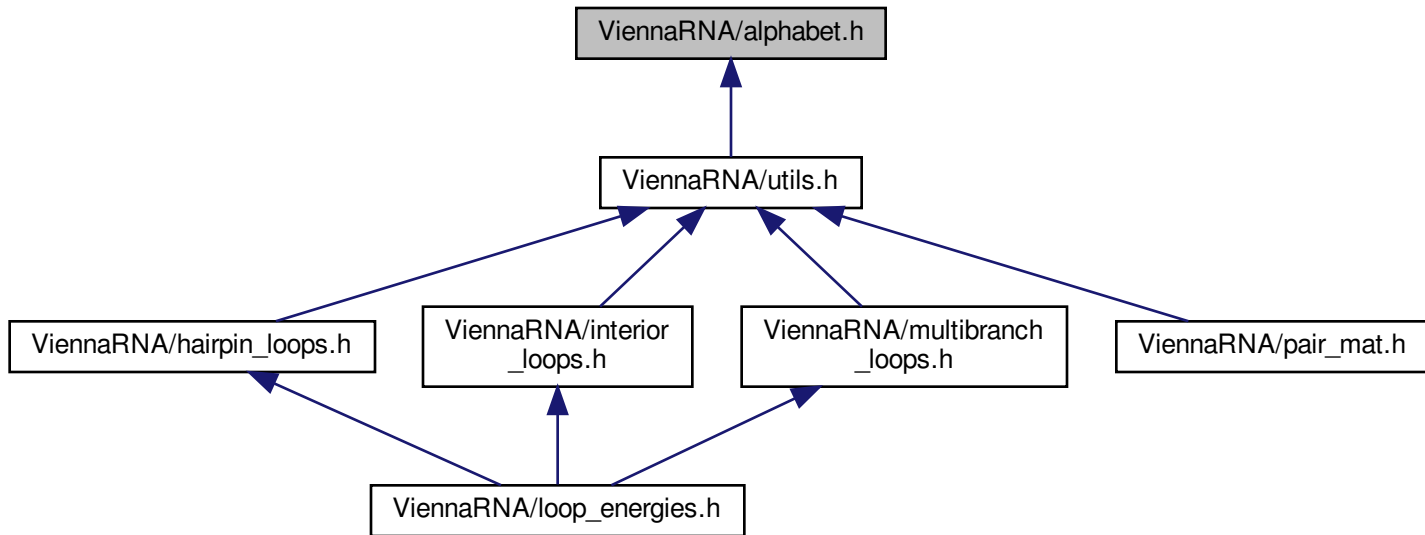 ViennaRNA/alphabet.h
ViennaRNA/utils.h
ViennaRNA/hairpin_loops.h
ViennaRNA/interior
_loops.h
ViennaRNA/multibranch
_loops.h
ViennaRNA/pair_mat.h
ViennaRNA/loop_energies.h